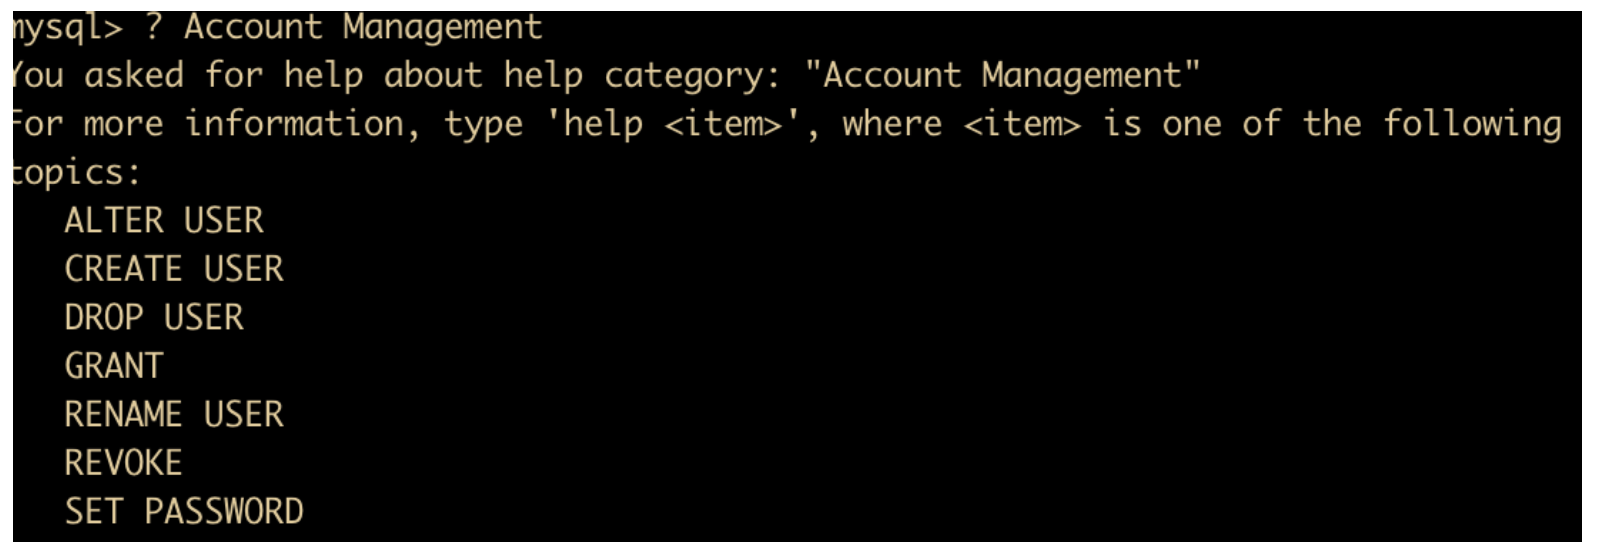 mysql> ? Account Management
You asked for help about help category: "Account Management"
For more information, type 'help <item>', where <item> is one of the following
topics:
ALTER USER
CREATE USER
DROP USER
GRANT
RENAME USER
REVOKE
SET PASSWORD